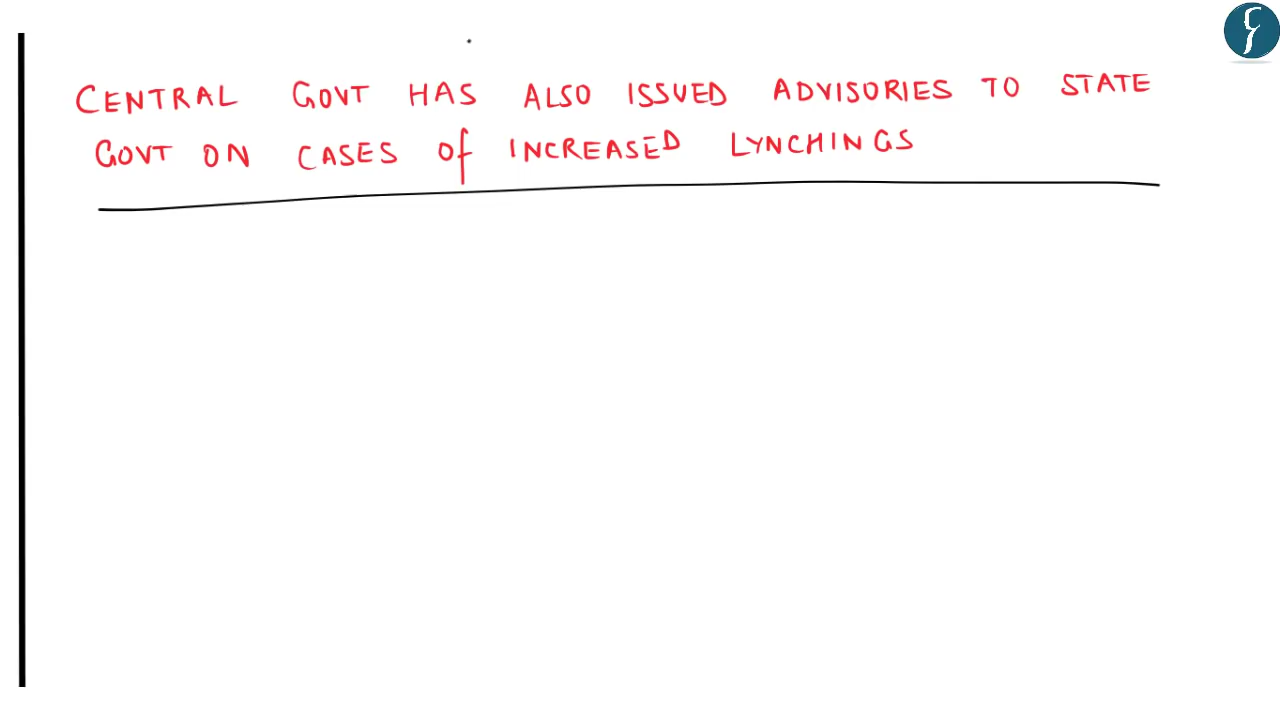 CENTRAL GOVT HAS ALSO ISSUED ADVISORIES TO STATE
GOVT ON CASES Of INCREASED LYNCHINGS